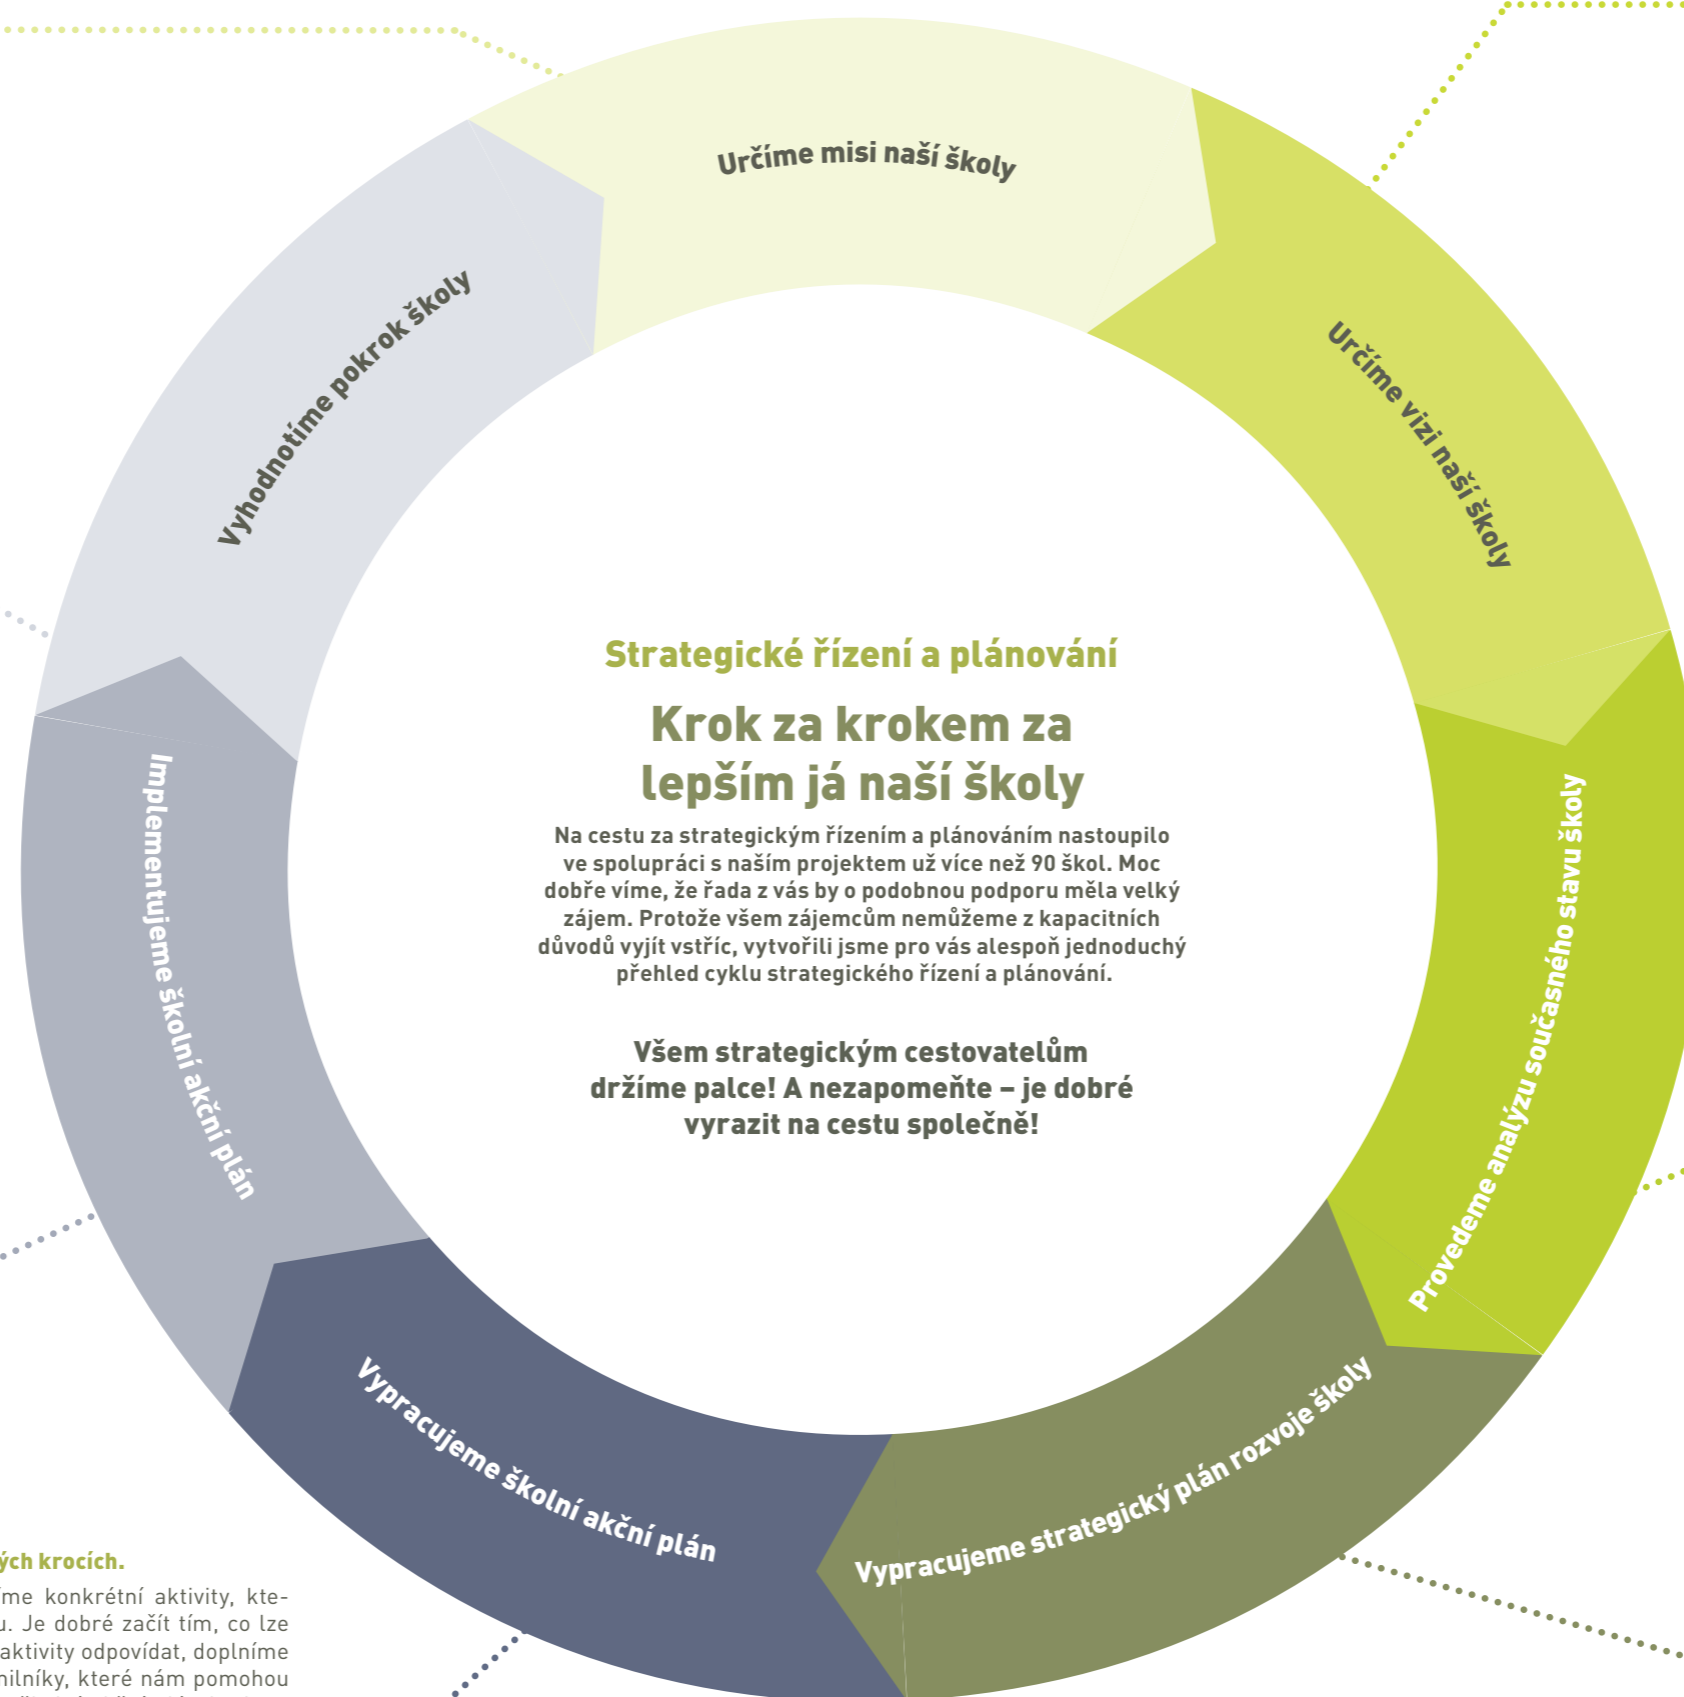 Určíme misi naší školy
Určíme vizi naší školy
Provedeme analýzu současného stavu školy
Vypracujeme strategický plán rozvoje školy
Vypracujeme školní akční plán
Implementujeme školní akční plán
Vyhodnotíme pokrok školy
Strategické řízení a plánování
Krok za krokem za
lepším já naší školy
Na cestu za strategickým řízením a plánováním nastoupilo
ve spolupráci s naším projektem už více než 90 škol. Moc
dobře víme, že řada z vás by o podobnou podporu měla velký
zájem. Protože všem zájemcům nemůžeme z kapacitních
důvodů vyjít vstříc, vytvořili jsme pro vás alespoň jednoduchý
přehled cyklu strategického řízení a plánování.
Všem strategickým cestovatelům
držíme palce! A nezapomeňte – je dobré
vyrazit na cestu společně!
krocích.
konkrétní aktivity, kte-
Je dobré začít tím, co lze
aktivity odpovídat, doplníme
které nám pomohou